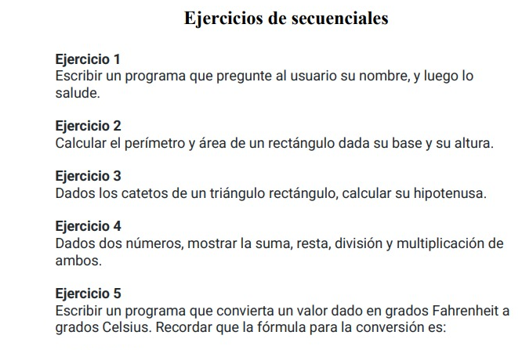 Ejercicios de secuenciales
Ejercicio 1
Escribir un programa que pregunte al usuario su nombre, y luego lo
salude.
Ejercicio 2
Calcular el perímetro y área de un rectángulo dada su base y su altura.
Ejercicio 3
Dados los catetos de un triángulo rectángulo, calcular su hipotenusa.
Ejercicio 4
Dados dos números, mostrar la suma, resta, división y multiplicación de
ambos.
Ejercicio 5
Escribir un programa que convierta un valor dado en grados Fahrenheit a
grados Celsius. Recordar que la fórmula para la conversión es: